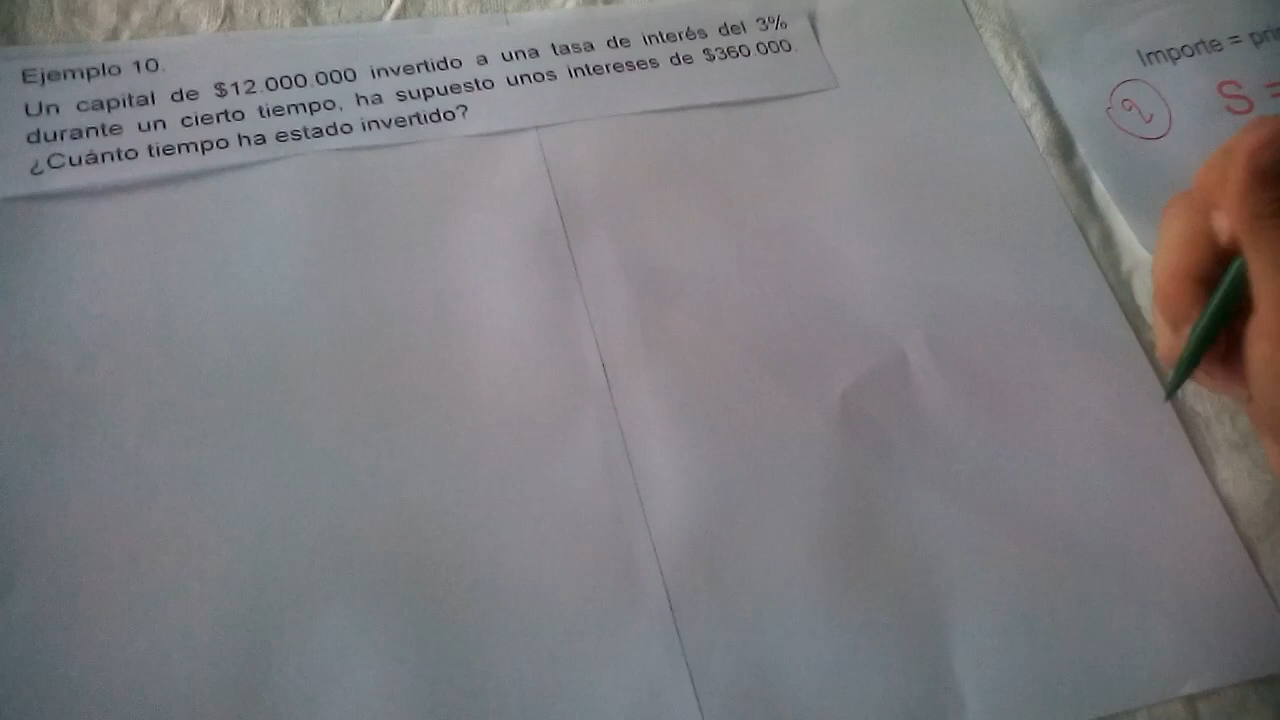 Ejemplo 10.
Un capital de $12.000.000 invertido a una tasa de interés del 3%
durante un cierto tiempo, ha supuesto unos intereses de $360.000.
¿Cuánto tiempo ha estado invertido?
Importe =
2 S =